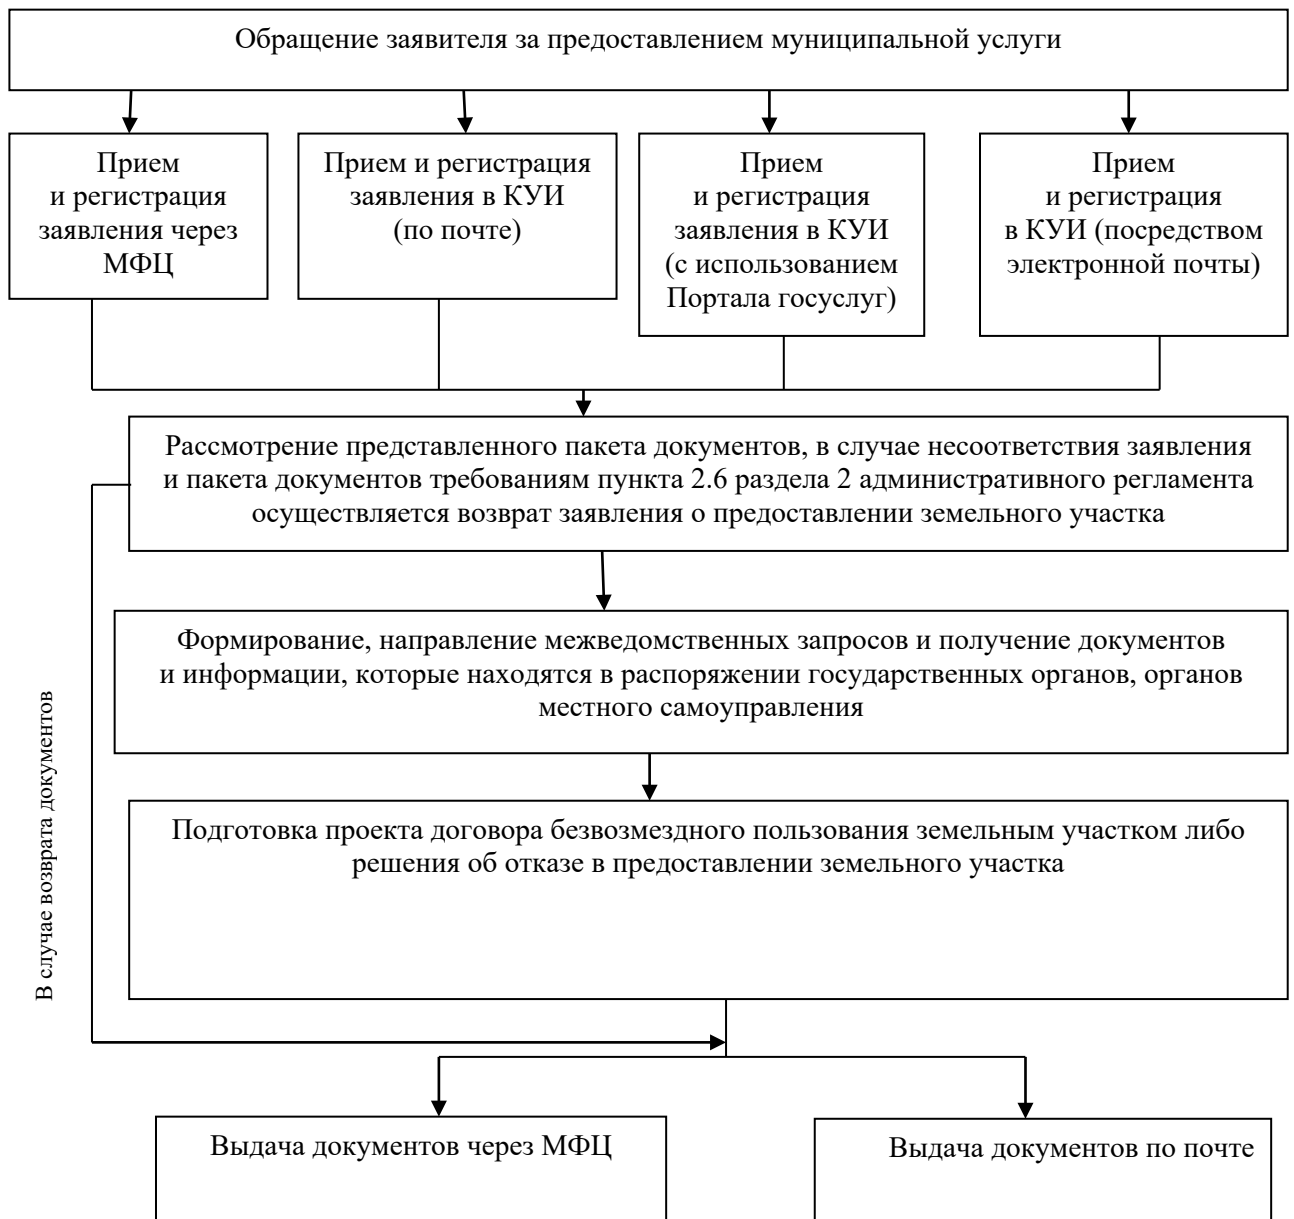 Обращение заявителя за предоставлением муниципальной услуги
Прием
и регистрация
заявления через
МФЦ
Прием и регистрация
заявления в КУИ
(по почте)
Прием
и регистрация
заявления в КУИ
(с использованием
Портала госуслуг)
Прием
и регистрация
в КУИ (посредством
электронной почты)
Рассмотрение представленного пакета документов, в случае несоответствия заявления
и пакета документов требованиям пункта 2.6 раздела 2 административного регламента
осуществляется возврат заявления о предоставлении земельного участка
Формирование, направление межведомственных запросов и получение документов
и информации, которые находятся в распоряжении государственных органов, органов
местного самоуправления
В случае возврата документов
Подготовка проекта договора безвозмездного пользования земельным участком либо
решения об отказе в предоставлении земельного участка
Выдача документов через МФЦ
Выдача документов по почте